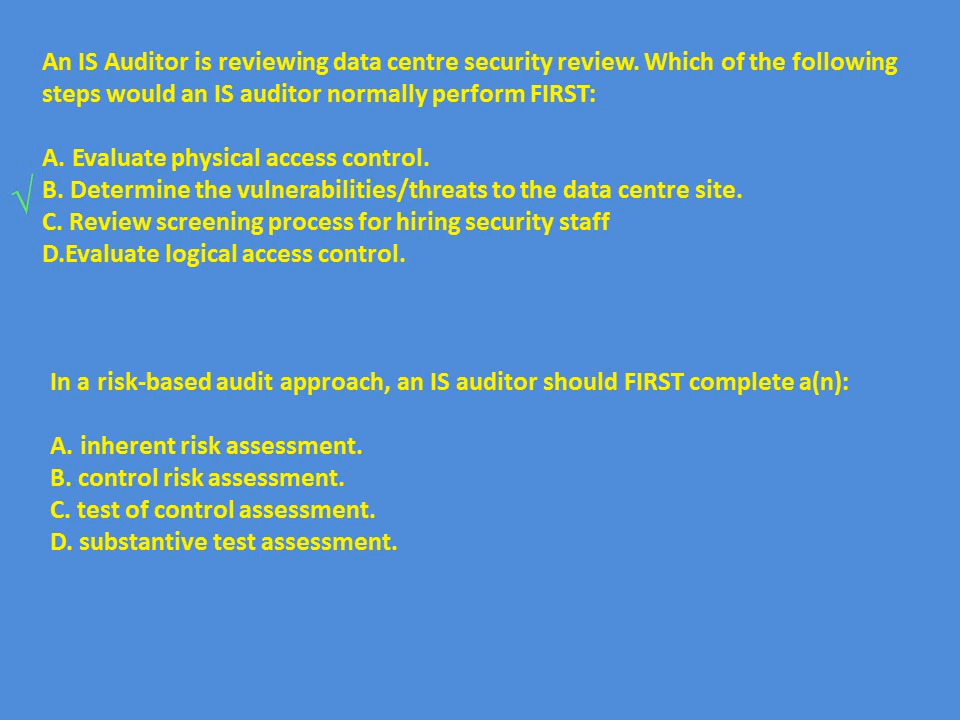 An IS Auditor is reviewing data centre security review. Which of the following
steps would an IS auditor normally perform FIRST:
A. Evaluate physical access control.
√ B. Determine the vulnerabilities/threats to the data centre site.
C. Review screening process for hiring security staff
D.Evaluate logical access control.
In a risk-based audit approach, an IS auditor should FIRST complete a(n):
A. inherent risk assessment.
B. control risk assessment.
C. test of control assessment.
D. substantive test assessment.